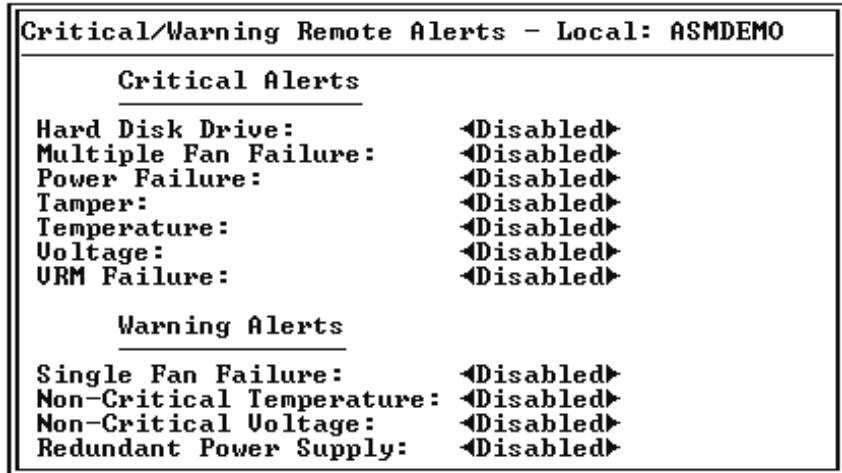 Critical/Warning Remote Alerts - Local: ASMDEMO
Critical Alerts
Hard Disk Drive: ◄Disabled►
Multiple Fan Failure: ◄Disabled►
Power Failure: ◄Disabled►
Tamper: ◄Disabled►
Temperature: ◄Disabled►
Voltage: ◄Disabled►
VRM Failure: ◄Disabled►
Warning Alerts
Single Fan Failure: ◄Disabled►
Non-Critical Temperature: ◄Disabled►
Non-Critical Voltage: ◄Disabled►
Redundant Power Supply: ◄Disabled►